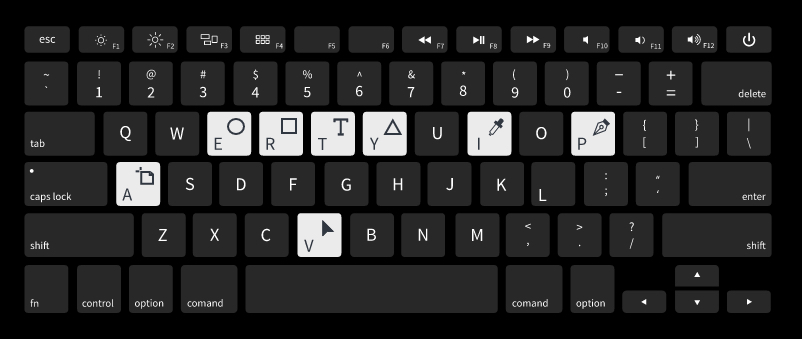 esc F1 F2 F3 F4 F5 F6 F7 F8 F9 F10 F11 F12
~ ! @ # $ % ^ & * ( ) − +
` 1 2 3 4 5 6 7 8 9 0 - = delete
tab Q W E R T Y U I O P { [ } ] | \
caps lock A S D F G H J K L : ; " ' enter
shift Z X C V B N M < , > . ? / shift
fn control option comand comand option